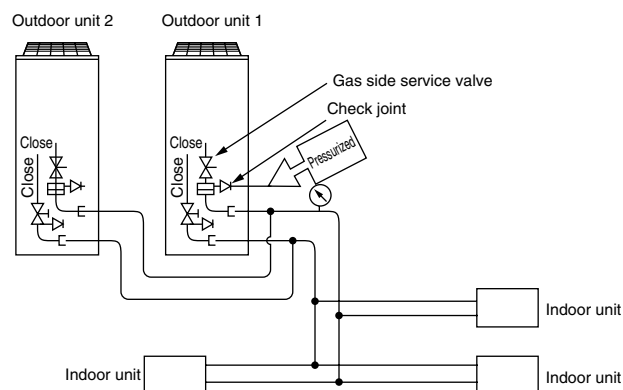 Outdoor unit 2
Outdoor unit 1
Gas side service valve
Check joint
Close
Close
Close
Close
Pressurized
Indoor unit
Indoor unit
Indoor unit